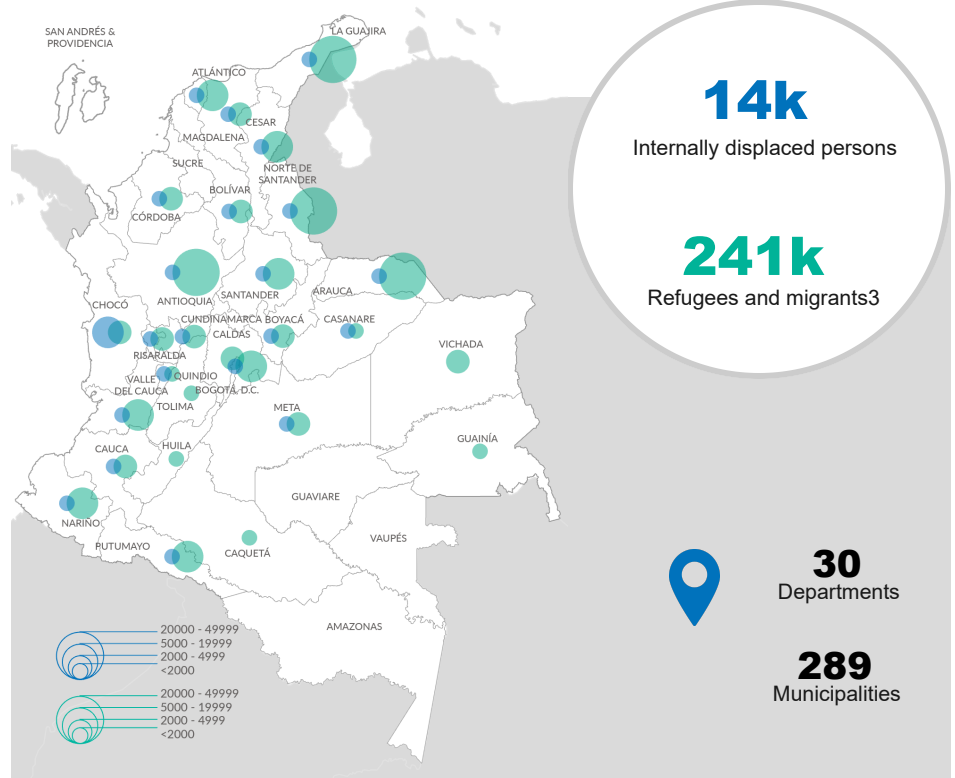 SAN ANDRÉS &
PROVIDENCIA
LA GUAJIRA
ATLÁNTICO
CESAR
MAGDALENA
SUCRE
NORTE DE
SANTANDER
BOLÍVAR
CÓRDOBA
ANTIOQUIA
SANTANDER
ARAUCA
CHOCÓ
CUNDINAMARCA
BOYACÁ
CASANARE
CALDAS
VICHADA
RISARALDA
VALLE
DEL CAUCA
QUINDIO
BOGOTÁ, D.C.
TOLIMA
META
CAUCA
HUILA
GUAINÍA
GUAVIARE
NARIÑO
PUTUMAYO
CAQUETÁ
VAUPÉS
AMAZONAS
20000 - 49999
5000 - 19999
2000 - 4999
<2000
20000 - 49999
5000 - 19999
2000 - 4999
<2000
14k
Internally displaced persons
241k
Refugees and migrants3
30
Departments
289
Municipalities